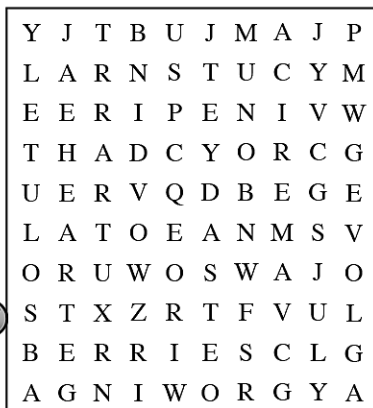 Y J T B U J M A J P
L A R N S T U C Y M
E E R I P E N I V W
T H A D C Y O R C G
U E R V Q D B E G E
L A T O E A N M S V
O R U W O S W A J O
S T X Z R T F V U L
B E R R I E S C L G
A G N I W O R G Y A